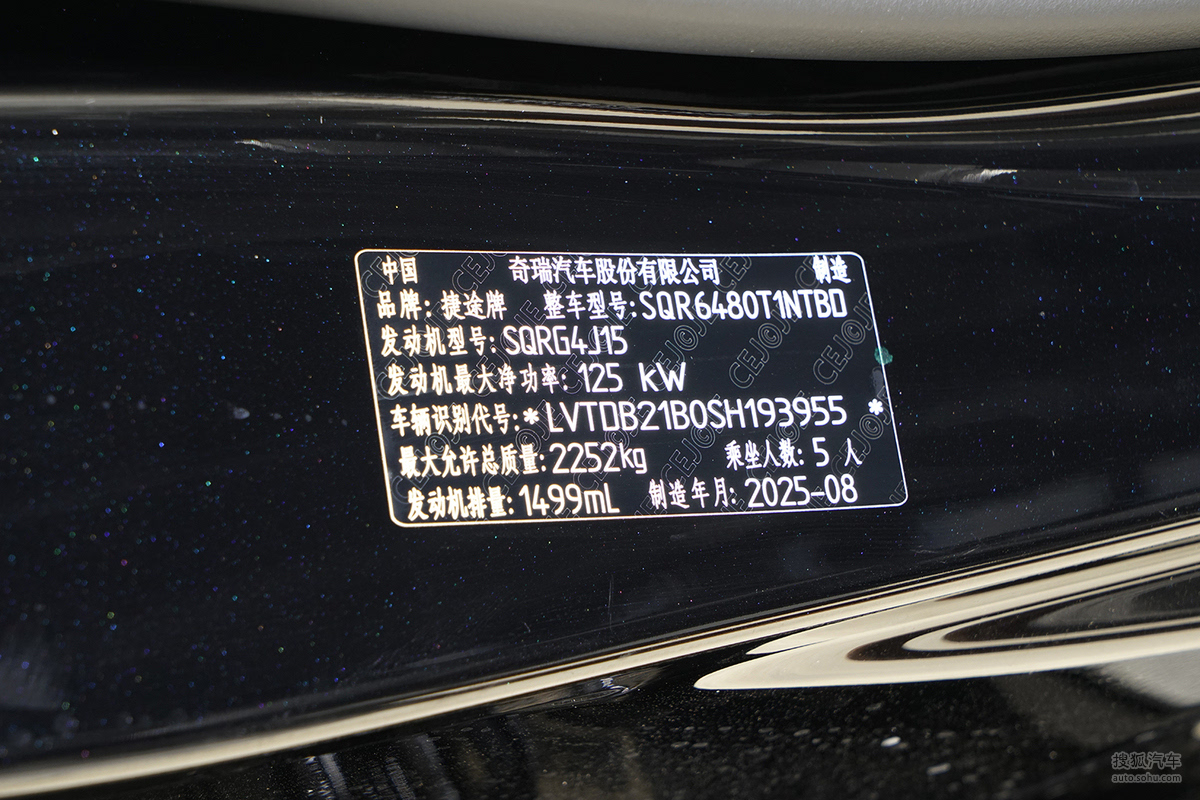 中国 奇瑞汽车股份有限公司 制造
品牌: 捷途牌 整车型号: SQR6480T1NTBD
发动机型号: SQRG4J15
发动机最大净功率: 125 kW
车辆识别代号: * LVTDB21B0SH193955 *
最大允许总质量: 2252kg 乘坐人数: 5 人
发动机排量: 1499mL 制造年月: 2025-08
搜狐汽车
auto.sohu.com